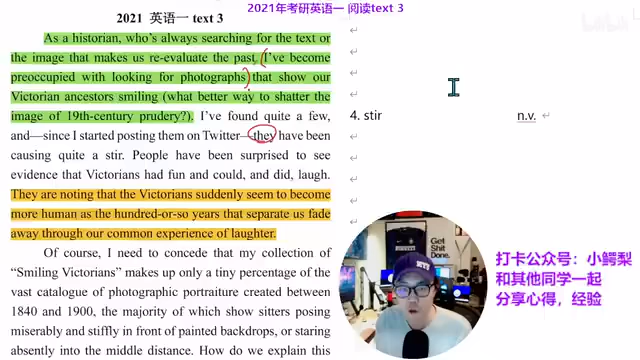 2021年考研英语一 阅读text 3
bilibili
2021 英语一 text 3
As a historian, who's always searching for the text or
the image that makes us re-evaluate the past, I've become
preoccupied with looking for photographs that show our
Victorian ancestors smiling (what better way to shatter the
image of 19th-century prudery?). I've found quite a few,
and—since I started posting them on Twitter—they have been
causing quite a stir. People have been surprised to see
evidence that Victorians had fun and could, and did, laugh.
They are noting that the Victorians suddenly seem to become
more human as the hundred-or-so years that separate us fade
away through our common experience of laughter.
Of course, I need to concede that my collection of
“Smiling Victorians” makes up only a tiny percentage of the
vast catalogue of photographic portraiture created between
1840 and 1900, the majority of which show sitters posing
miserably and stiffly in front of painted backdrops, or staring
absently into the middle distance. How do we explain this
4. stir n.v.
Get
Shit
Done.
打卡公众号：小鳄梨
和其他同学一起
分享心得，经验